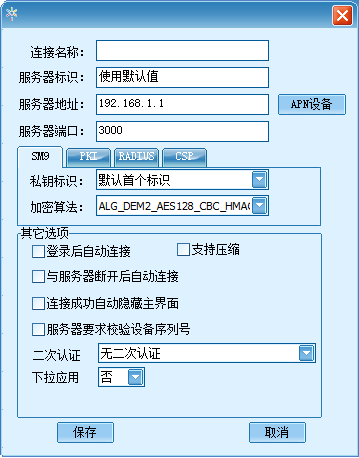 连接名称：
服务器标识： 使用默认值
服务器地址： 192.168.1.1 APN设备
服务器端口： 3000
SM9 PKI RADIUS CSP
私钥标识： 默认首个标识
加密算法： ALG_DEM2_AES128_CBC_HMAC
其它选项
登录后自动连接 支持压缩
与服务器断开后自动连接
连接成功自动隐藏主界面
服务器要求校验设备序列号
二次认证 无二次认证
下拉应用 否
保存 取消